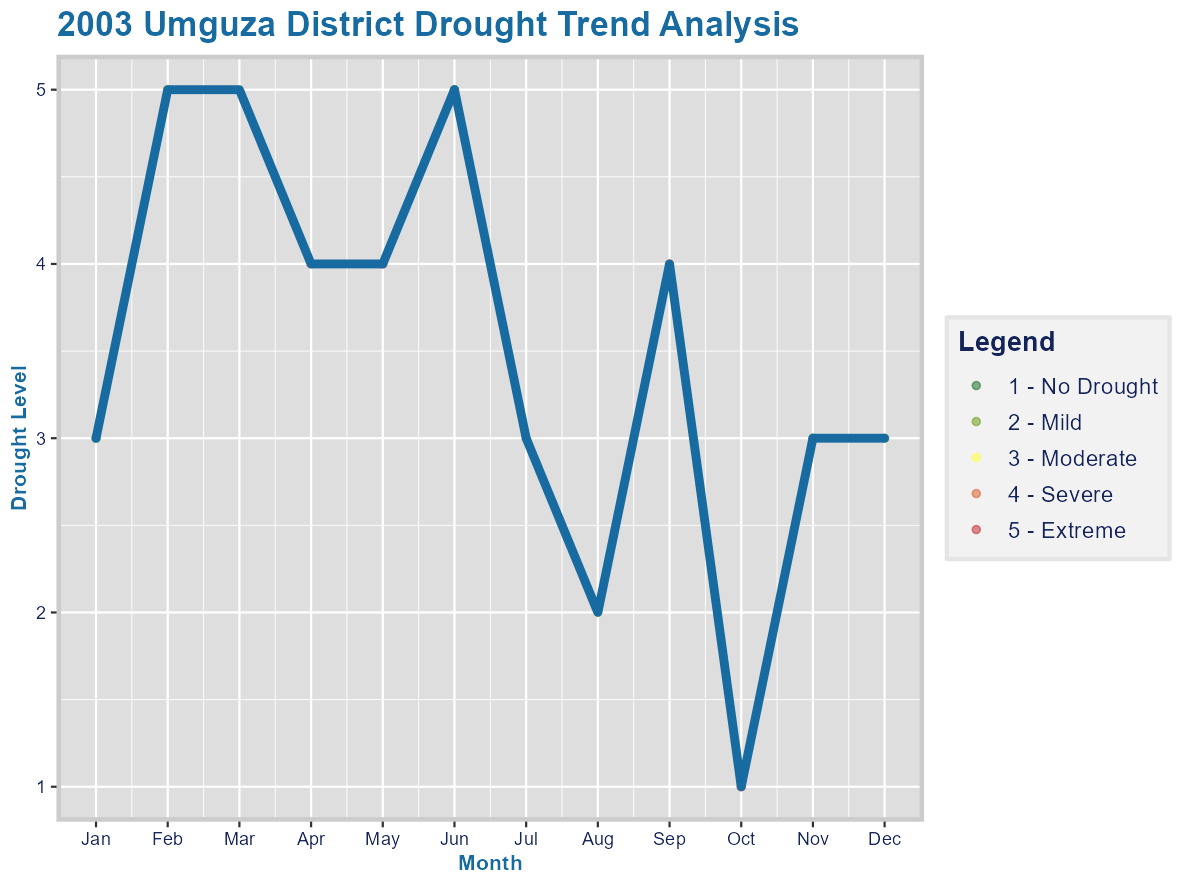 2003 Umguza District Drought Trend Analysis
Drought Level
5
4
3
2
1
Jan Feb Mar Apr May Jun Jul Aug Sep Oct Nov Dec
Month
Legend
1 - No Drought
2 - Mild
3 - Moderate
4 - Severe
5 - Extreme